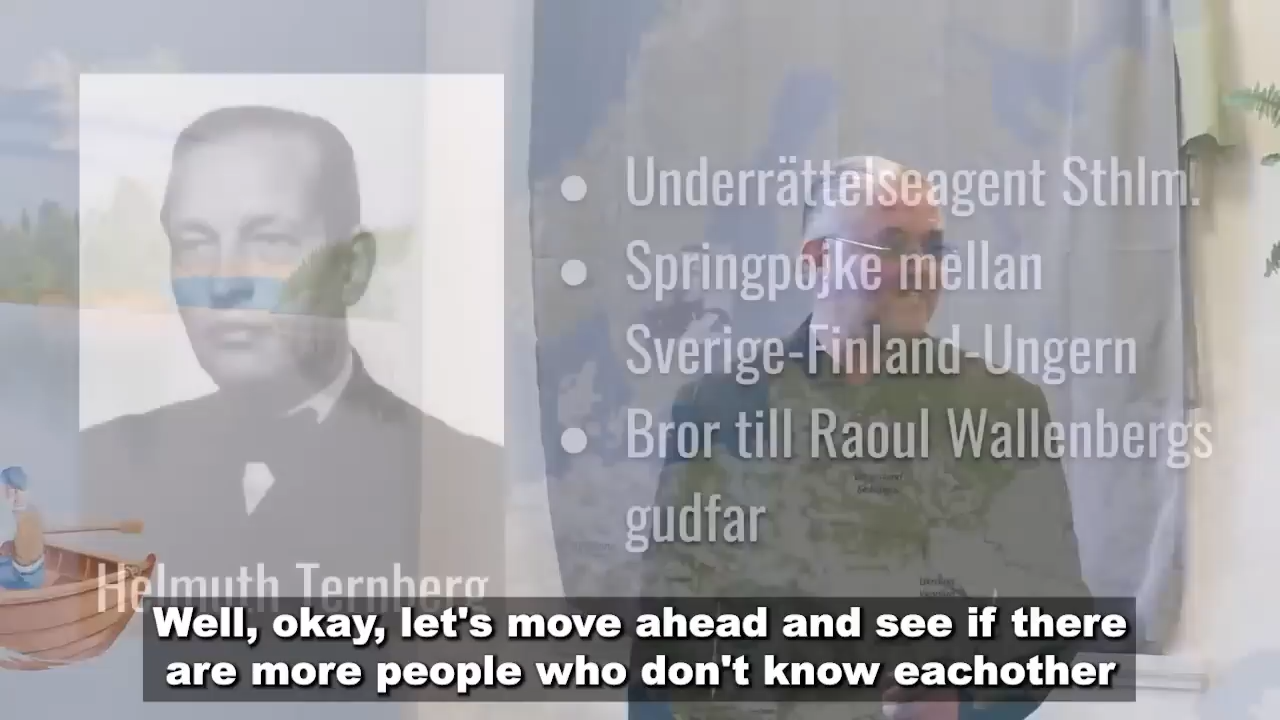 Underrättelseagent Sthlm.
Springpojke mellan
Sverige-Finland-Ungern
Bror till Raoul Wallenbergs
gudfar
Helmuth Ternberg
Well, okay, let's move ahead and see if there
are more people who don't know eachother